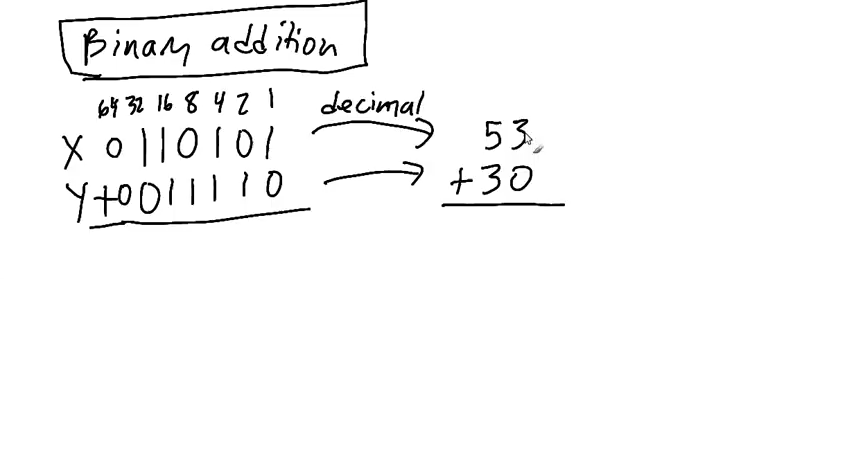 Binary addition
64 32 16 8 4 2 1 decimal
X 0110101 53
Y+0011110 +30